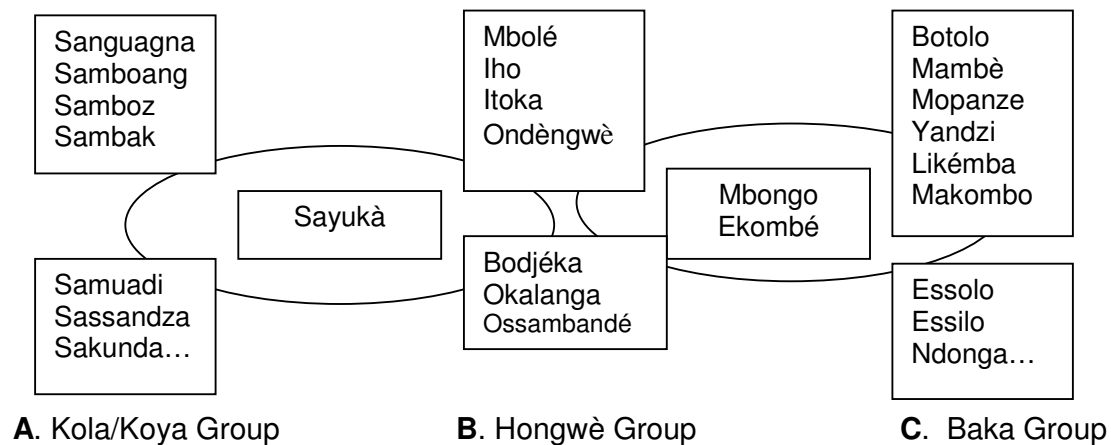 Sanguagna
Samboang
Samboz
Sambak
Samuadi
Sassandza
Sakunda…
Sayukà
Mbolé
Iho
Itoka
Ondèngwè
Bodjéka
Okalanga
Ossambandé
Mbongo
Ekombé
Botolo
Mambè
Mopanze
Yandzi
Likémba
Makombo
Essolo
Essilo
Ndonga…
A. Kola/Koya Group
B. Hongwè Group
C. Baka Group